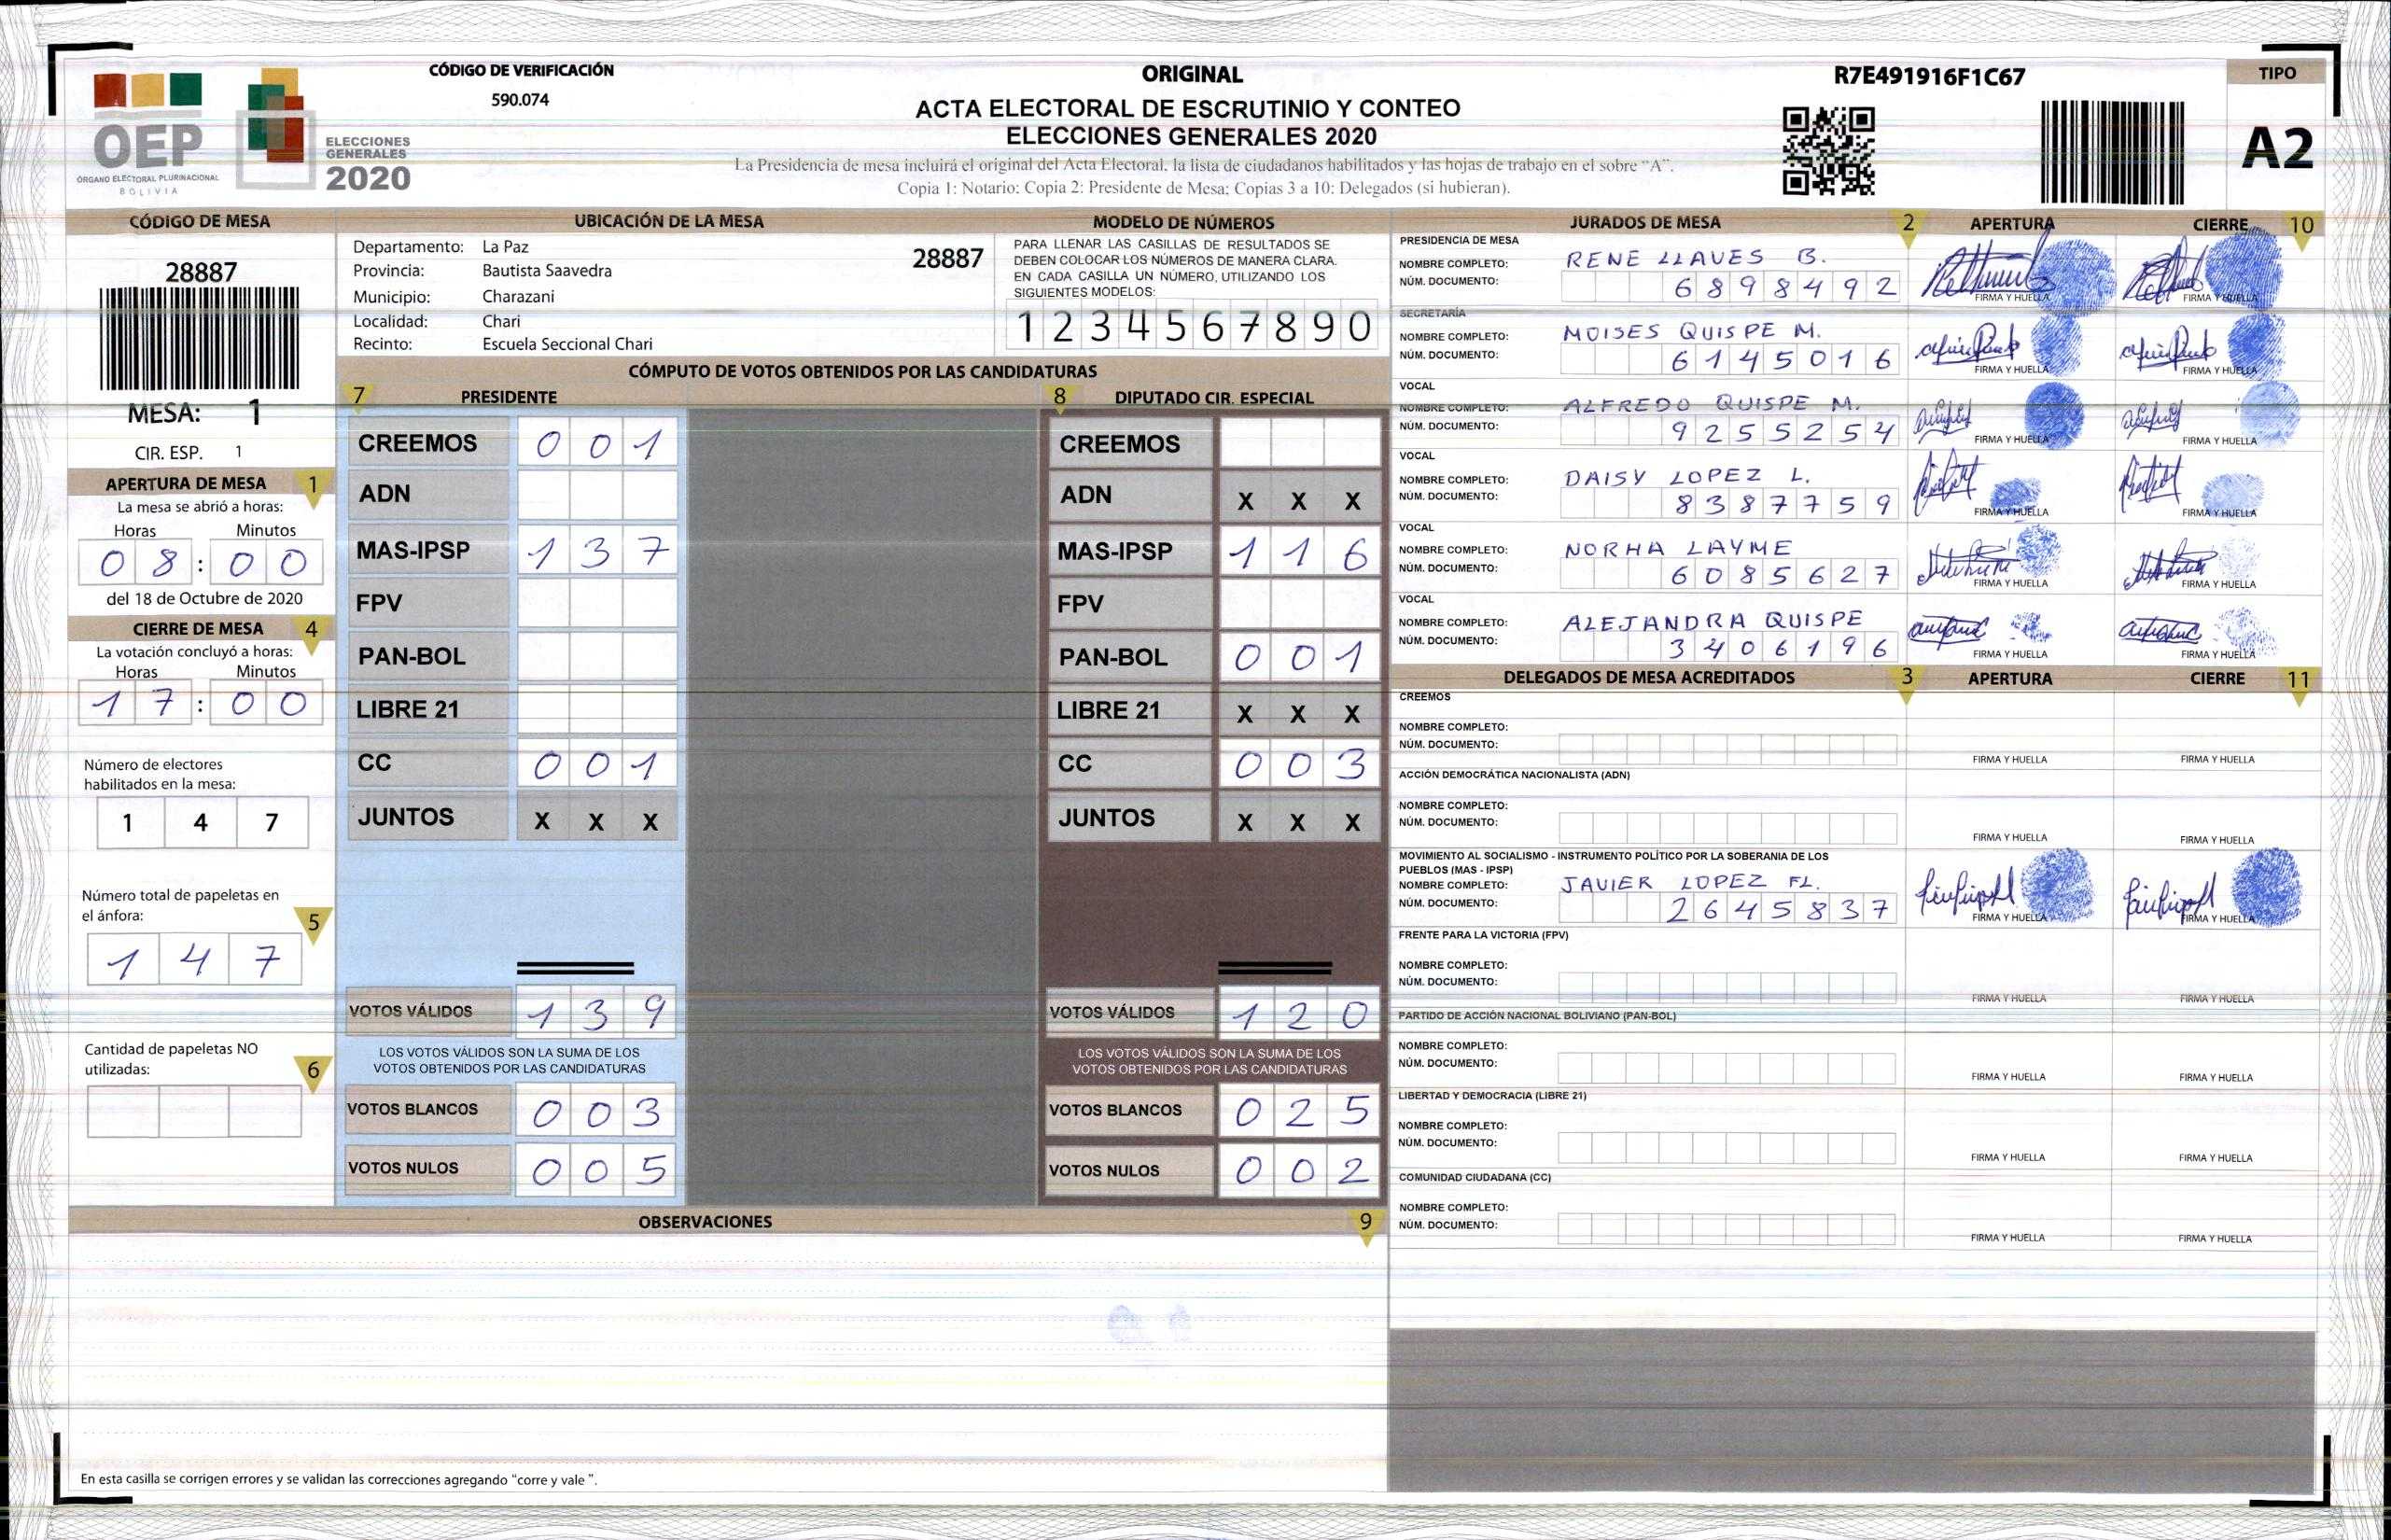 CÓDIGO DE VERIFICACIÓN
590.074
OEP
ÓRGANO ELECTORAL PLURINACIONAL
BOLIVIA
ELECCIONES
GENERALES
2020
ORIGINAL
ACTA ELECTORAL DE ESCRUTINIO Y CONTEO
ELECCIONES GENERALES 2020
La Presidencia de mesa incluirá el original del Acta Electoral, la lista de ciudadanos habilitados y las hojas de trabajo en el sobre "A".
Copia 1: Notario: Copia 2: Presidente de Mesa; Copias 3 a 10: Delegados (si hubieran).
R7E491916F1C67
TIPO
A2
CÓDIGO DE MESA
28887
MESA: 1
CIR. ESP. 1
APERTURA DE MESA 1
La mesa se abrió a horas:
Horas Minutos
08:00
del 18 de Octubre de 2020
CIERRE DE MESA 4
La votación concluyó a horas:
Horas Minutos
17:00
Número de electores
habilitados en la mesa:
1 4 7
Número total de papeletas en
el ánfora: 5
1 4 7
Cantidad de papeletas NO
utilizadas: 6
UBICACIÓN DE LA MESA
Departamento: La Paz
28887
Provincia: Bautista Saavedra
Municipio: Charazani
Localidad: Chari
Recinto: Escuela Seccional Chari
MODELO DE NÚMEROS
PARA LLENAR LAS CASILLAS DE RESULTADOS SE
DEBEN COLOCAR LOS NÚMEROS DE MANERA CLARA.
EN CADA CASILLA UN NÚMERO, UTILIZANDO LOS
SIGUIENTES MODELOS:
1 2 3 4 5 6 7 8 9 0
CÓMPUTO DE VOTOS OBTENIDOS POR LAS CANDIDATURAS
7 PRESIDENTE
CREEMOS 0 0 1
ADN
MAS-IPSP 1 3 7
FPV
PAN-BOL
LIBRE 21
CC 0 0 1
JUNTOS X X X
VOTOS VÁLIDOS 1 3 9
LOS VOTOS VÁLIDOS SON LA SUMA DE LOS
VOTOS OBTENIDOS POR LAS CANDIDATURAS
VOTOS BLANCOS 0 0 3
VOTOS NULOS 0 0 5
8 DIPUTADO CIR. ESPECIAL
CREEMOS
ADN X X X
MAS-IPSP 1 1 6
FPV
PAN-BOL 0 0 1
LIBRE 21 X X X
CC 0 0 3
JUNTOS X X X
VOTOS VÁLIDOS 1 2 0
LOS VOTOS VÁLIDOS SON LA SUMA DE LOS
VOTOS OBTENIDOS POR LAS CANDIDATURAS
VOTOS BLANCOS 0 2 5
VOTOS NULOS 0 0 2
OBSERVACIONES 9
En esta casilla se corrigen errores y se validan las correcciones agregando "corre y vale ".
JURADOS DE MESA 2 APERTURA CIERRE 10
PRESIDENCIA DE MESA
NOMBRE COMPLETO: RENE LLAVES B.
NÚM. DOCUMENTO: 6898492
FIRMA Y HUELLA FIRMA Y HUELLA
SECRETARÍA
NOMBRE COMPLETO: MOISES QUISPE M.
NÚM. DOCUMENTO: 6145016
FIRMA Y HUELLA FIRMA Y HUELLA
VOCAL
NOMBRE COMPLETO: ALFREDO QUISPE M.
NÚM. DOCUMENTO: 9255254
FIRMA Y HUELLA FIRMA Y HUELLA
VOCAL
NOMBRE COMPLETO: DAISY LOPEZ L.
NÚM. DOCUMENTO: 8387759
FIRMA Y HUELLA FIRMA Y HUELLA
VOCAL
NOMBRE COMPLETO: NORHA LAYME
NÚM. DOCUMENTO: 6085627
FIRMA Y HUELLA FIRMA Y HUELLA
VOCAL
NOMBRE COMPLETO: ALEJANDRA QUISPE
NÚM. DOCUMENTO: 3406196
FIRMA Y HUELLA FIRMA Y HUELLA
DELEGADOS DE MESA ACREDITADOS 3 APERTURA CIERRE 11
CREEMOS
NOMBRE COMPLETO:
NÚM. DOCUMENTO:
FIRMA Y HUELLA FIRMA Y HUELLA
ACCIÓN DEMOCRÁTICA NACIONALISTA (ADN)
NOMBRE COMPLETO:
NÚM. DOCUMENTO:
FIRMA Y HUELLA FIRMA Y HUELLA
MOVIMIENTO AL SOCIALISMO - INSTRUMENTO POLÍTICO POR LA SOBERANIA DE LOS
PUEBLOS (MAS - IPSP)
NOMBRE COMPLETO: JAVIER LOPEZ FL.
NÚM. DOCUMENTO: 2645837
FIRMA Y HUELLA FIRMA Y HUELLA
FRENTE PARA LA VICTORIA (FPV)
NOMBRE COMPLETO:
NÚM. DOCUMENTO:
FIRMA Y HUELLA FIRMA Y HUELLA
PARTIDO DE ACCIÓN NACIONAL BOLIVIANO (PAN-BOL)
NOMBRE COMPLETO:
NÚM. DOCUMENTO:
FIRMA Y HUELLA FIRMA Y HUELLA
LIBERTAD Y DEMOCRACIA (LIBRE 21)
NOMBRE COMPLETO:
NÚM. DOCUMENTO:
FIRMA Y HUELLA FIRMA Y HUELLA
COMUNIDAD CIUDADANA (CC)
NOMBRE COMPLETO:
NÚM. DOCUMENTO:
FIRMA Y HUELLA FIRMA Y HUELLA